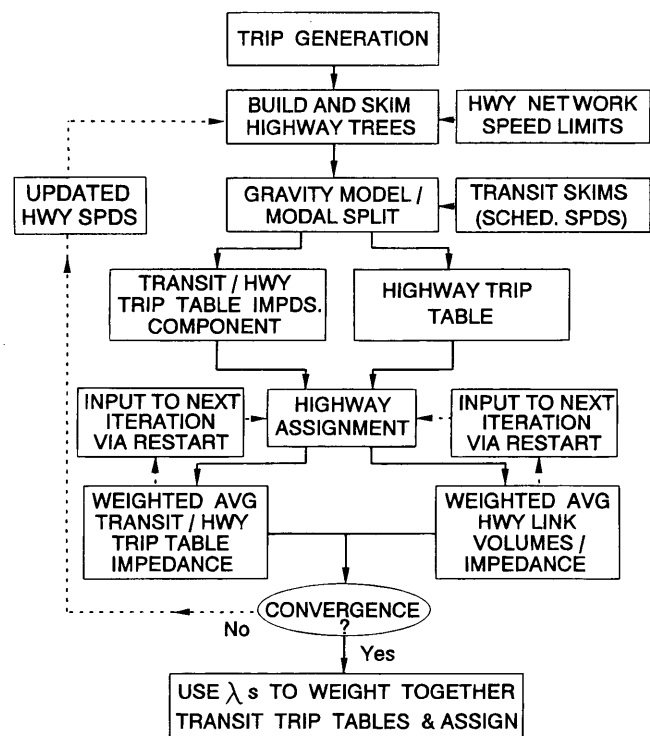 TRIP GENERATION
BUILD AND SKIM
HIGHWAY TREES
HWY NETWORK
SPEED LIMITS
UPDATED
HWY SPDS
GRAVITY MODEL /
MODAL SPLIT
TRANSIT SKIMS
(SCHED. SPDS)
TRANSIT / HWY
TRIP TABLE IMPDS.
COMPONENT
HIGHWAY TRIP
TABLE
INPUT TO NEXT
ITERATION
VIA RESTART
HIGHWAY
ASSIGNMENT
INPUT TO NEXT
ITERATION
VIA RESTART
WEIGHTED AVG
TRANSIT / HWY
TRIP TABLE
IMPEDANCE
WEIGHTED AVG
HWY LINK
VOLUMES /
IMPEDANCE
CONVERGENCE
?
No
Yes
USE λ s TO WEIGHT TOGETHER
TRANSIT TRIP TABLES & ASSIGN